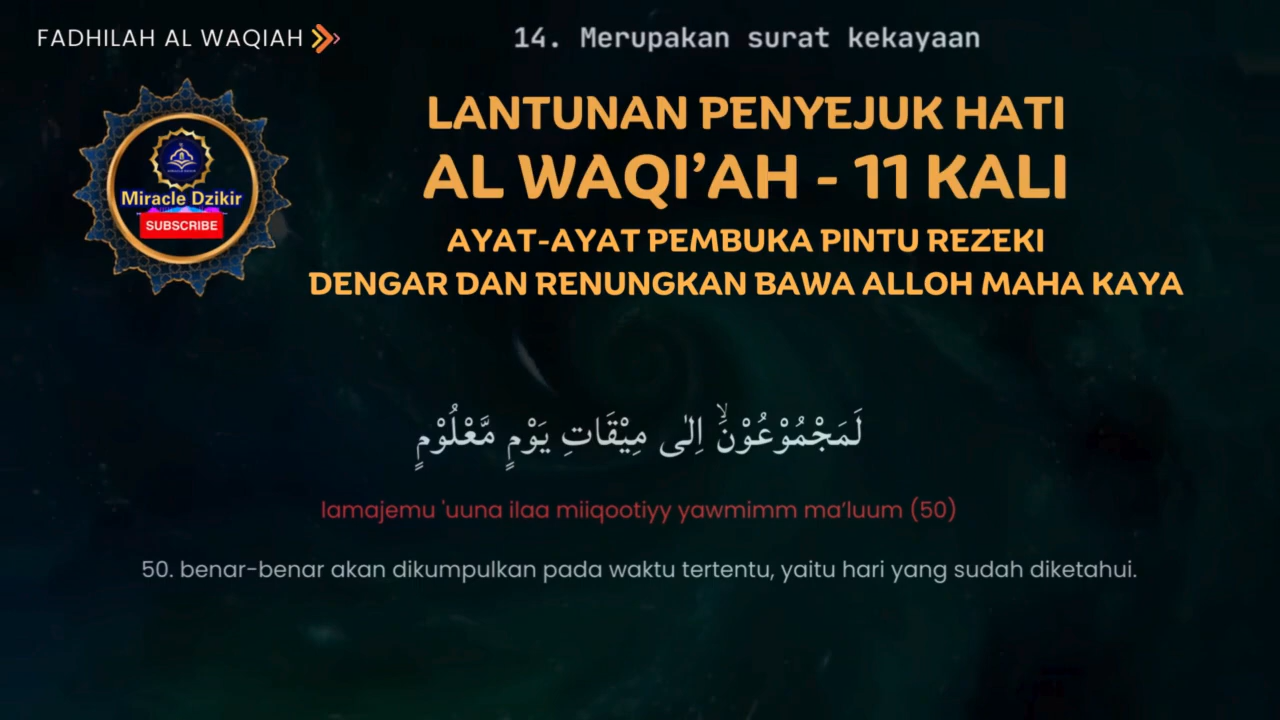 FADHILAH AL WAQIAH
14. Merupakan surat kekayaan
LANTUNAN PENYEJUK HATI
AL WAQI’AH - 11 KALI
AYAT-AYAT PEMBUKA PINTU REZEKI
DENGAR DAN RENUNGKAN BAWA ALLOH MAHA KAYA
Miracle Dzikir
SUBSCRIBE
لَمَجْمُوْعُوْنَۙ اِلٰى مِيْقَاتِ يَوْمٍ مَّعْلُوْمٍ
lamajemu 'uuna ilaa miiqootiyy yawmimm ma’luum (50)
50. benar-benar akan dikumpulkan pada waktu tertentu, yaitu hari yang sudah diketahui.